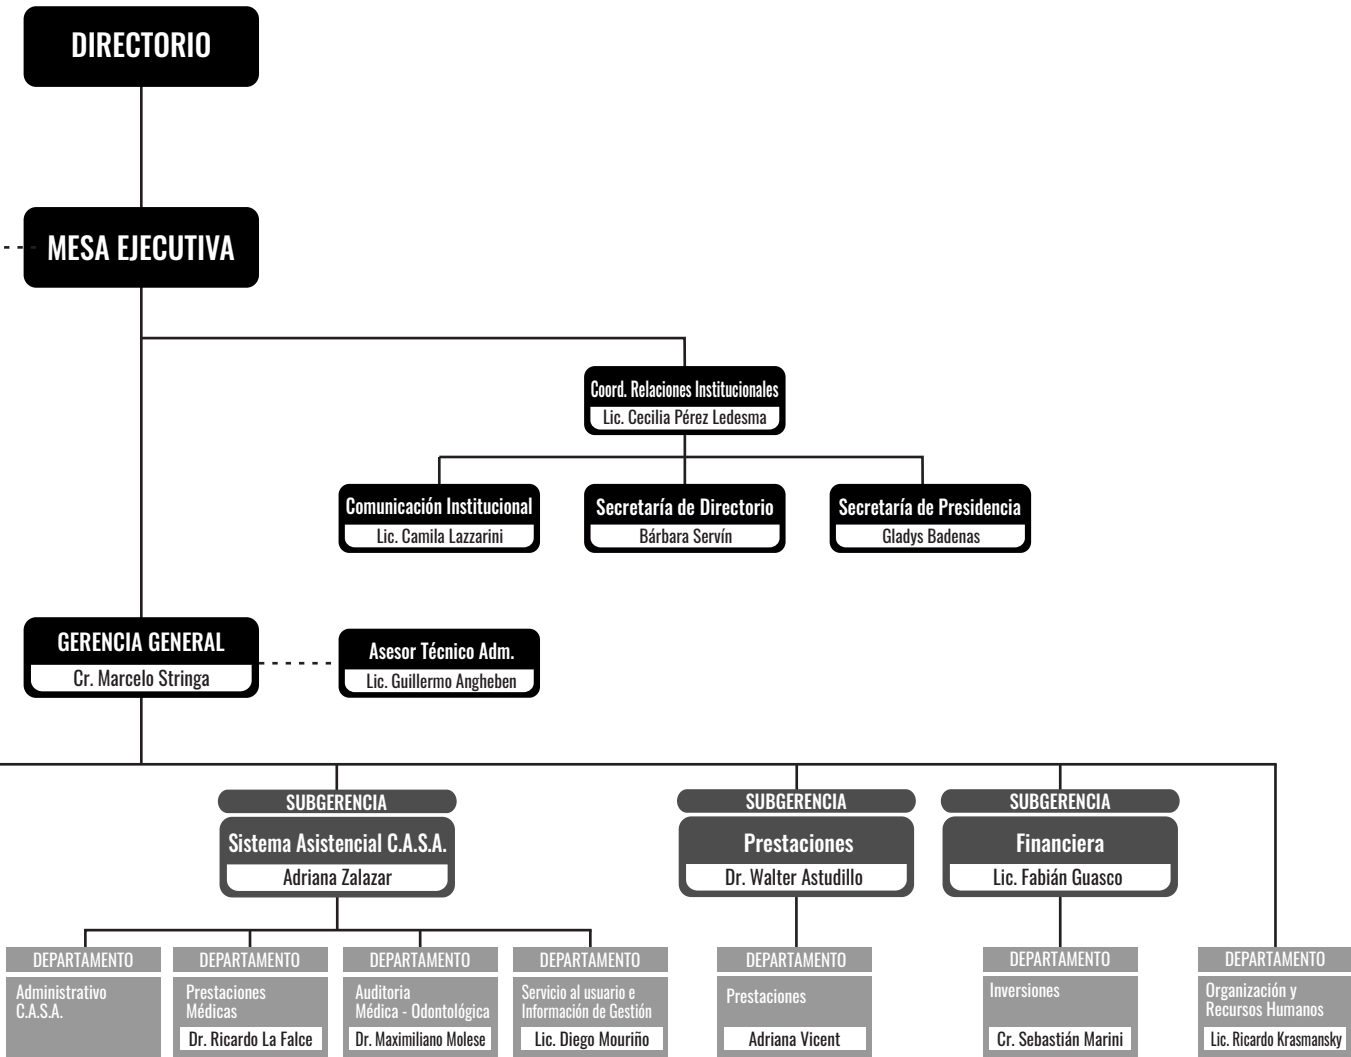 DIRECTORIO
MESA EJECUTIVA
Coord. Relaciones Institucionales
Lic. Cecilia Pérez Ledesma
Comunicación Institucional
Lic. Camila Lazzarini
Secretaría de Directorio
Bárbara Servín
Secretaría de Presidencia
Gladys Badenas
GERENCIA GENERAL
Cr. Marcelo Stringa
Asesor Técnico Adm.
Lic. Guillermo Angheben
SUBGERENCIA
Sistema Asistencial C.A.S.A.
Adriana Zalazar
SUBGERENCIA
Prestaciones
Dr. Walter Astudillo
SUBGERENCIA
Financiera
Lic. Fabián Guasco
DEPARTAMENTO
Administrativo
C.A.S.A.
DEPARTAMENTO
Prestaciones
Médicas
Dr. Ricardo La Falce
DEPARTAMENTO
Auditoria
Médica - Odontológica
Dr. Maximiliano Molese
DEPARTAMENTO
Servicio al usuario e
Información de Gestión
Lic. Diego Mouriño
DEPARTAMENTO
Prestaciones
Adriana Vicent
DEPARTAMENTO
Inversiones
Cr. Sebastián Marini
DEPARTAMENTO
Organización y
Recursos Humanos
Lic. Ricardo Krasmansky